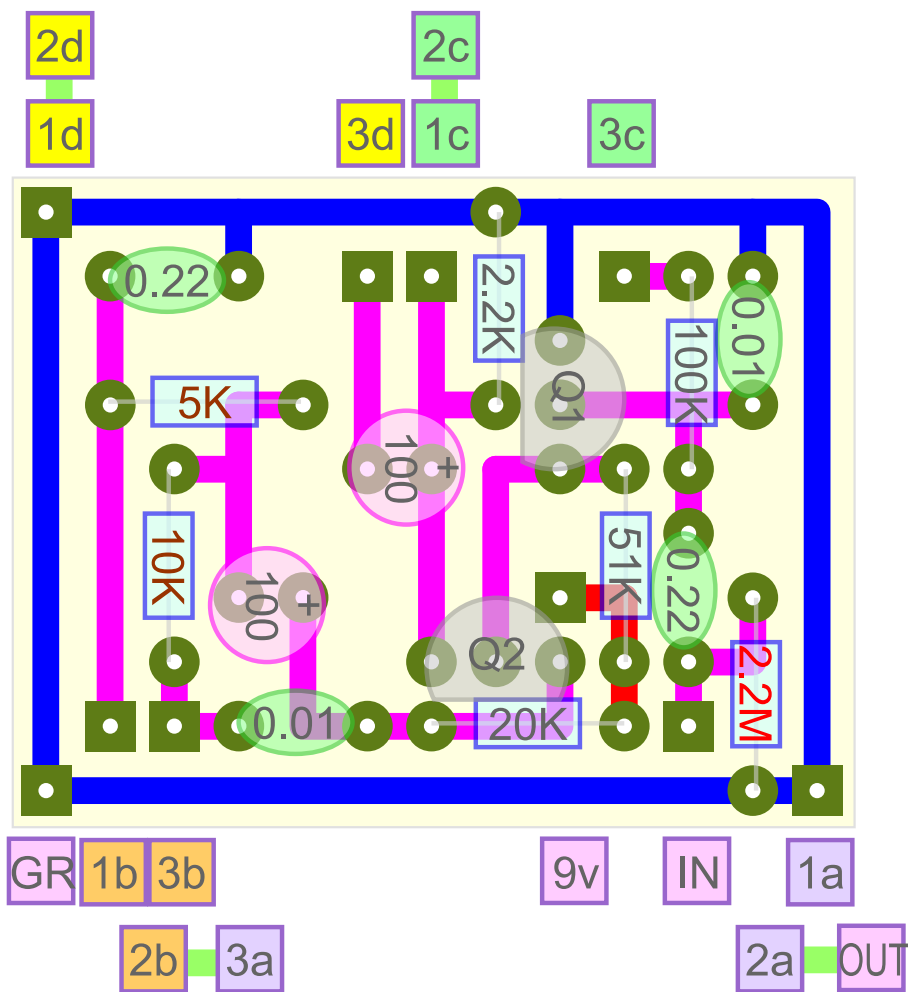 2d 2c
1d 3d 1c 3c
0.22
2.2K
0.01
100K
Q1
5K
100
+
10K
51K
0.22
100
+
Q2
2.2M
0.01
20K
GR 1b 3b 9v IN 1a
2b 3a 2a OUT